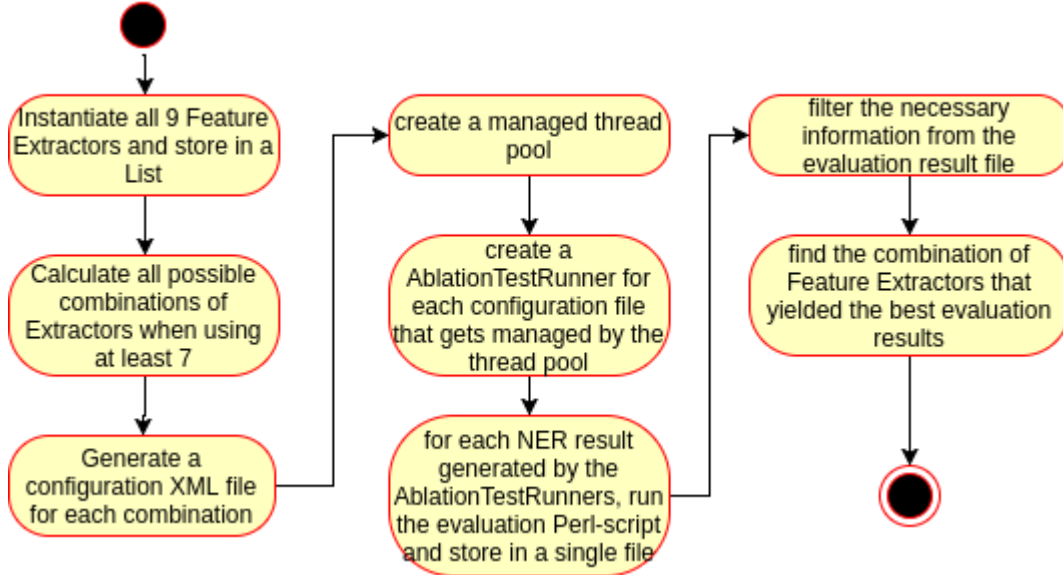 Instantiate all 9 Feature
Extractors and store in a
List
Calculate all possible
combinations of
Extractors when using
at least 7
Generate a
configuration XML file
for each combination
create a managed thread
pool
create a
AblationTestRunner for
each configuration file
that gets managed by the
thread pool
for each NER result
generated by the
AblationTestRunners, run
the evaluation Perl-script
and store in a single file
filter the necessary
information from the
evaluation result file
find the combination of
Feature Extractors that
yielded the best evaluation
results